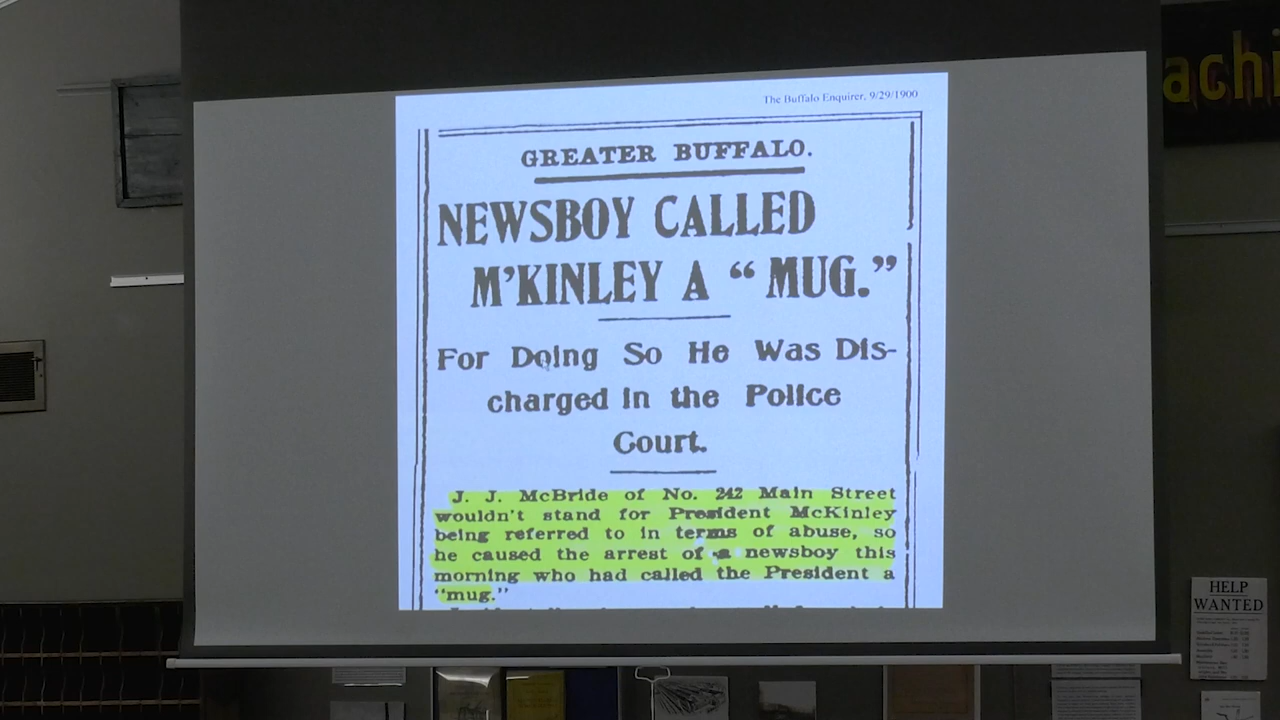 achi
The Buffalo Enquirer, 9/29/1900
GREATER BUFFALO.
NEWSBOY CALLED
M'KINLEY A “MUG.”
For Doing So He Was Dis-
charged in the Police
Court.
J. J. McBride of No. 242 Main Street
wouldn't stand for President McKinley
being referred to in terms of abuse, so
he caused the arrest of a newsboy this
morning who had called the President a
“mug.”
HELP
WANTED